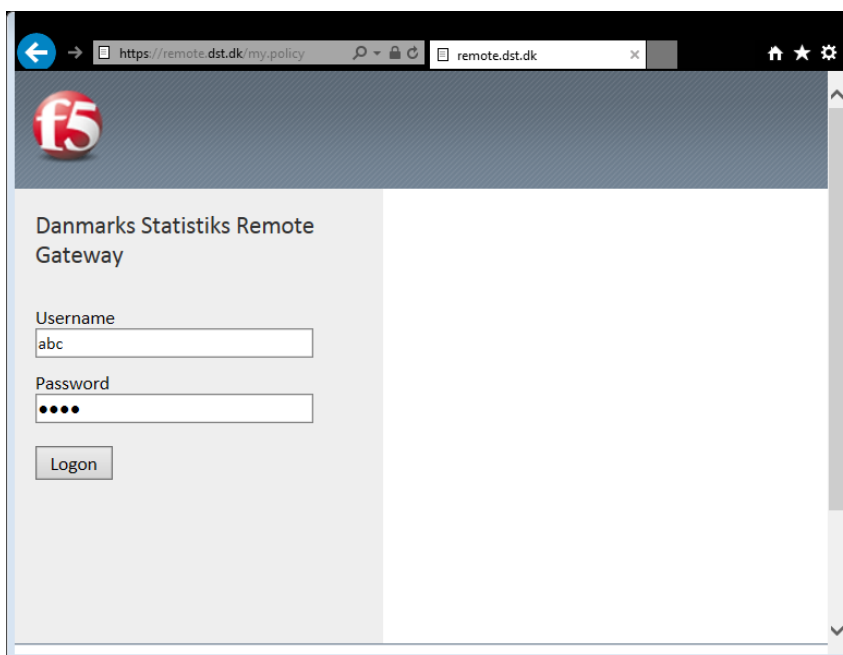 https://remote.dst.dk/my.policy
remote.dst.dk
f5
Danmarks Statistiks Remote
Gateway
Username
abc
Password
••••
Logon